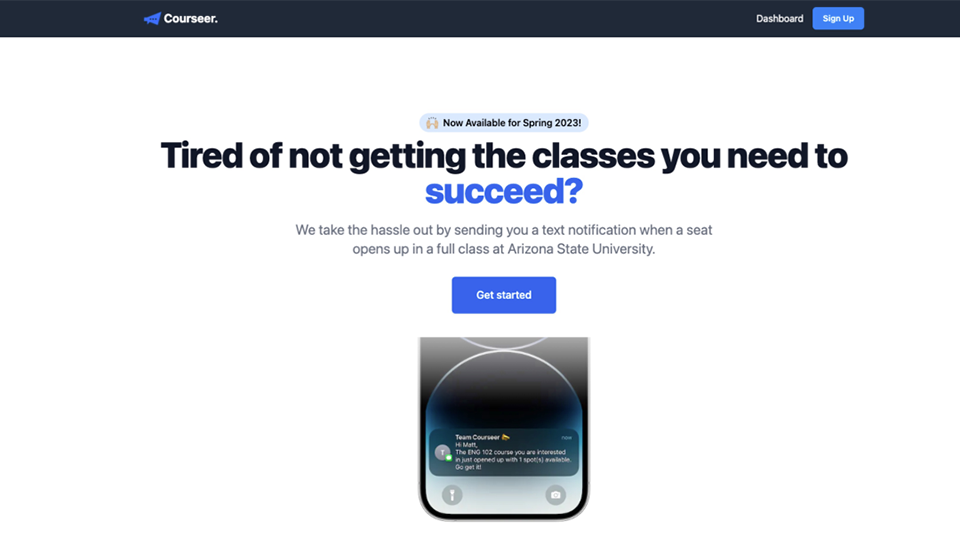 Courseer.
Dashboard
Sign Up
Now Available for Spring 2023!
Tired of not getting the classes you need to
succeed?
We take the hassle out by sending you a text notification when a seat
opens up in a full class at Arizona State University.
Get started
Team Courseer
now
Hi Matt,
The ENG 102 course you are interested
in just opened up with 1 spot(s) available.
Go get it!
T